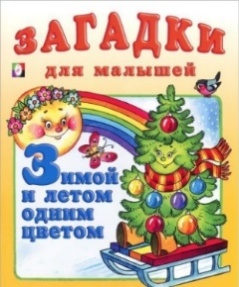 ЗАГАДКИ
для малышей
Зимой
и летом
одним
цветом